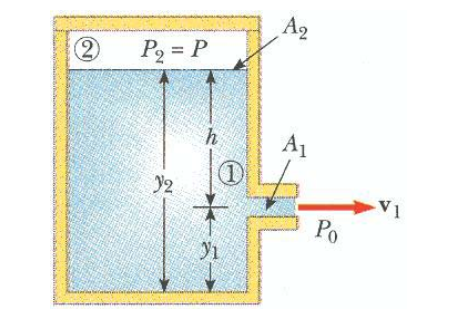 ② P₂ = P
A₂
h
①
A₁
y₂
v₁
P₀
y₁